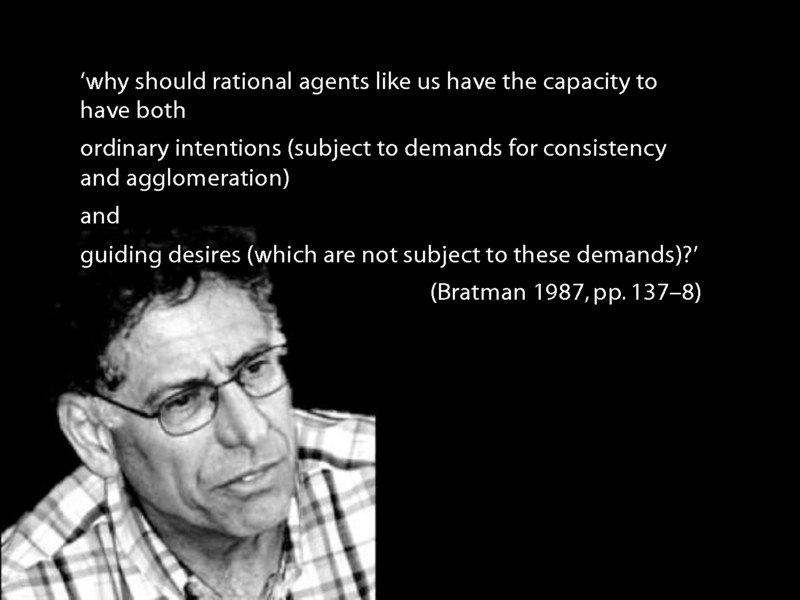 ‘why should rational agents like us have the capacity to
have both
ordinary intentions (subject to demands for consistency
and agglomeration)
and
guiding desires (which are not subject to these demands)?’
(Bratman 1987, pp. 137–8)